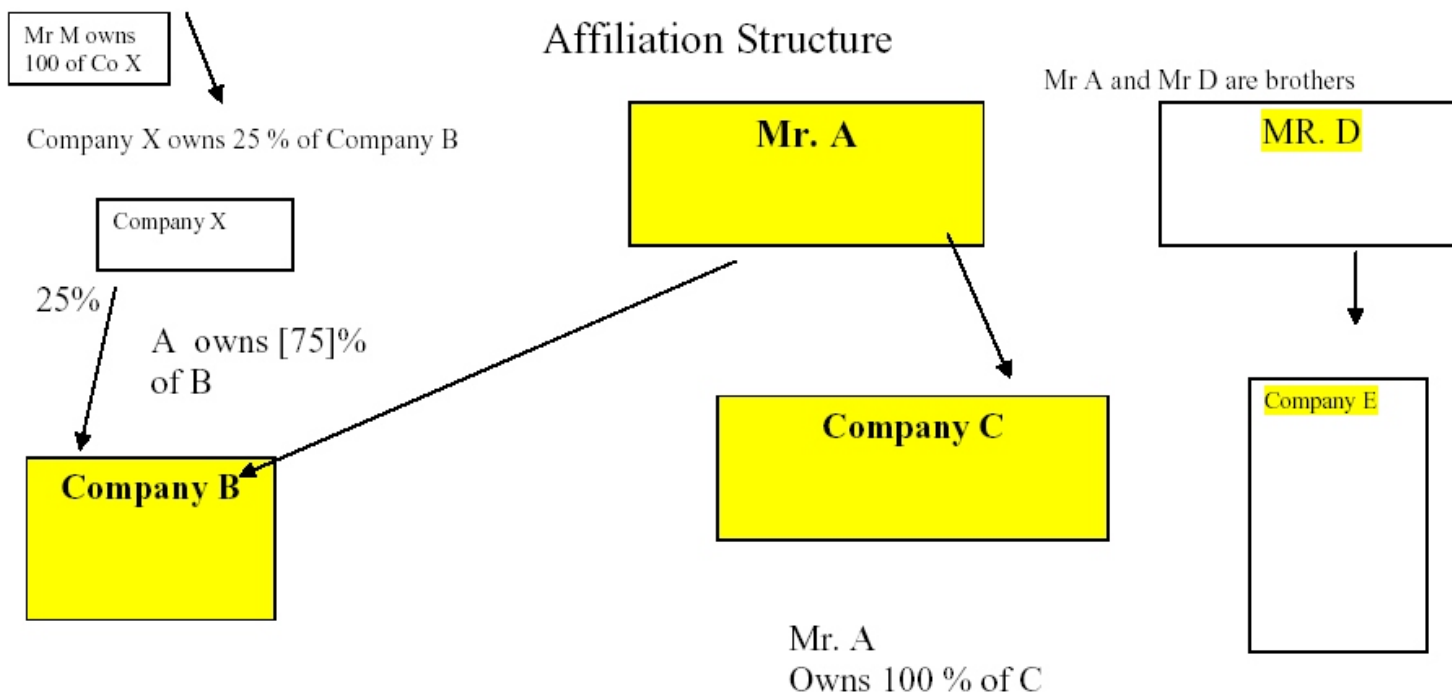 Affiliation Structure
Mr M owns
100 of Co X
Mr A and Mr D are brothers
Company X owns 25 % of Company B
Mr. A
MR. D
Company X
25%
A owns [75]%
of B
Company E
Company C
Company B
Mr. A
Owns 100 % of C